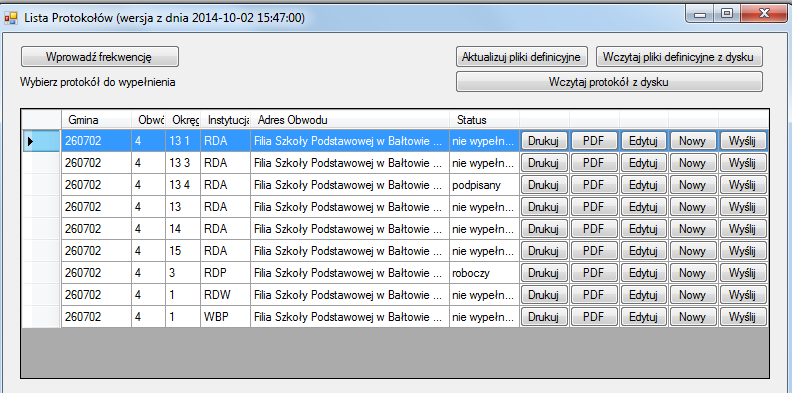 Lista Protokołów (wersja z dnia 2014-10-02 15:47:00)
Wprowadź frekwencję Aktualizuj pliki definicyjne Wczytaj pliki definicyjne z dysku
Wybierz protokół do wypełnienia Wczytaj protokół z dysku
Gmina Obwć Okręg Instytucja Adres Obwodu Status
260702 4 13 1 RDA Filia Szkoły Podstawowej w Bałtowie ... nie wypełn... Drukuj PDF Edytuj Nowy Wyślij
260702 4 13 3 RDA Filia Szkoły Podstawowej w Bałtowie ... nie wypełn... Drukuj PDF Edytuj Nowy Wyślij
260702 4 13 4 RDA Filia Szkoły Podstawowej w Bałtowie ... podpisany Drukuj PDF Edytuj Nowy Wyślij
260702 4 13 RDA Filia Szkoły Podstawowej w Bałtowie ... nie wypełn... Drukuj PDF Edytuj Nowy Wyślij
260702 4 14 RDA Filia Szkoły Podstawowej w Bałtowie ... nie wypełn... Drukuj PDF Edytuj Nowy Wyślij
260702 4 15 RDA Filia Szkoły Podstawowej w Bałtowie ... nie wypełn... Drukuj PDF Edytuj Nowy Wyślij
260702 4 3 RDP Filia Szkoły Podstawowej w Bałtowie ... roboczy Drukuj PDF Edytuj Nowy Wyślij
260702 4 1 RDW Filia Szkoły Podstawowej w Bałtowie ... nie wypełn... Drukuj PDF Edytuj Nowy Wyślij
260702 4 1 WBP Filia Szkoły Podstawowej w Bałtowie ... nie wypełn... Drukuj PDF Edytuj Nowy Wyślij